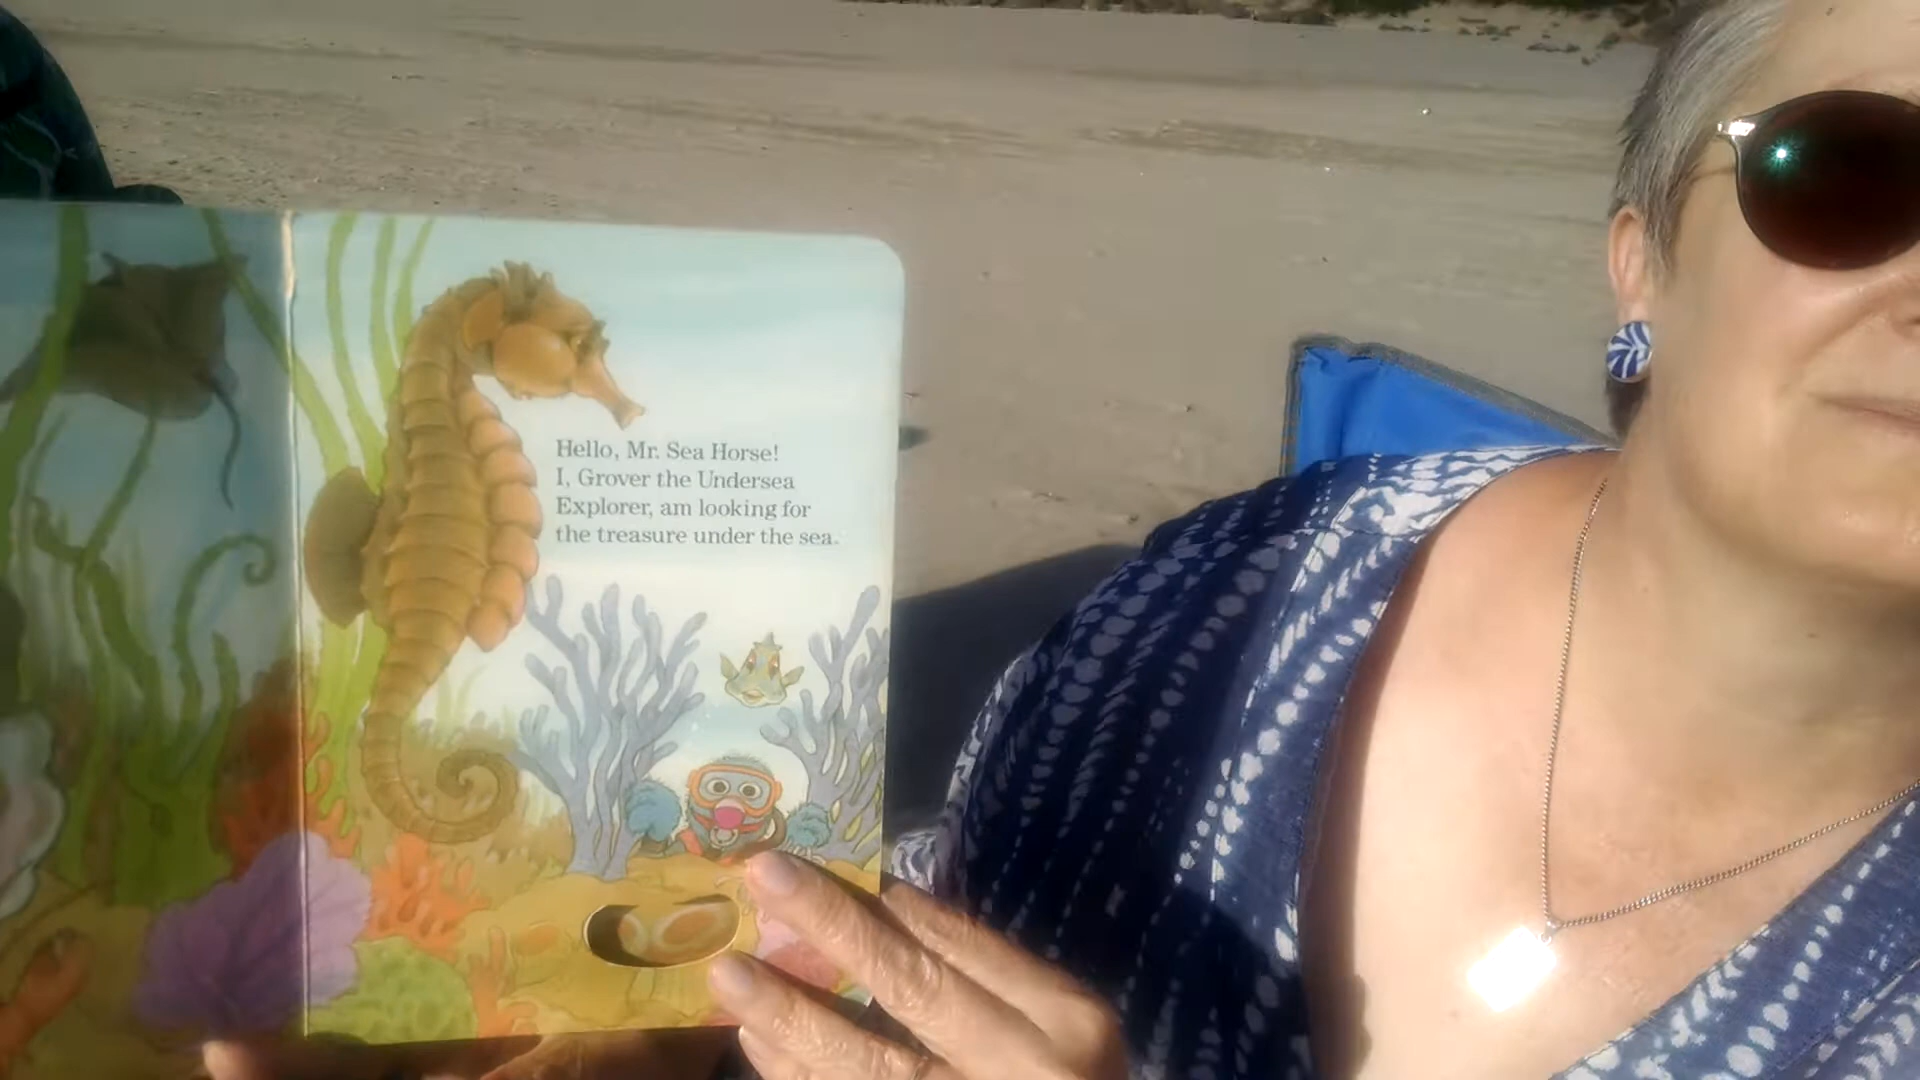 Hello, Mr. Sea Horse!
I, Grover the Undersea
Explorer, am looking for
the treasure under the sea.